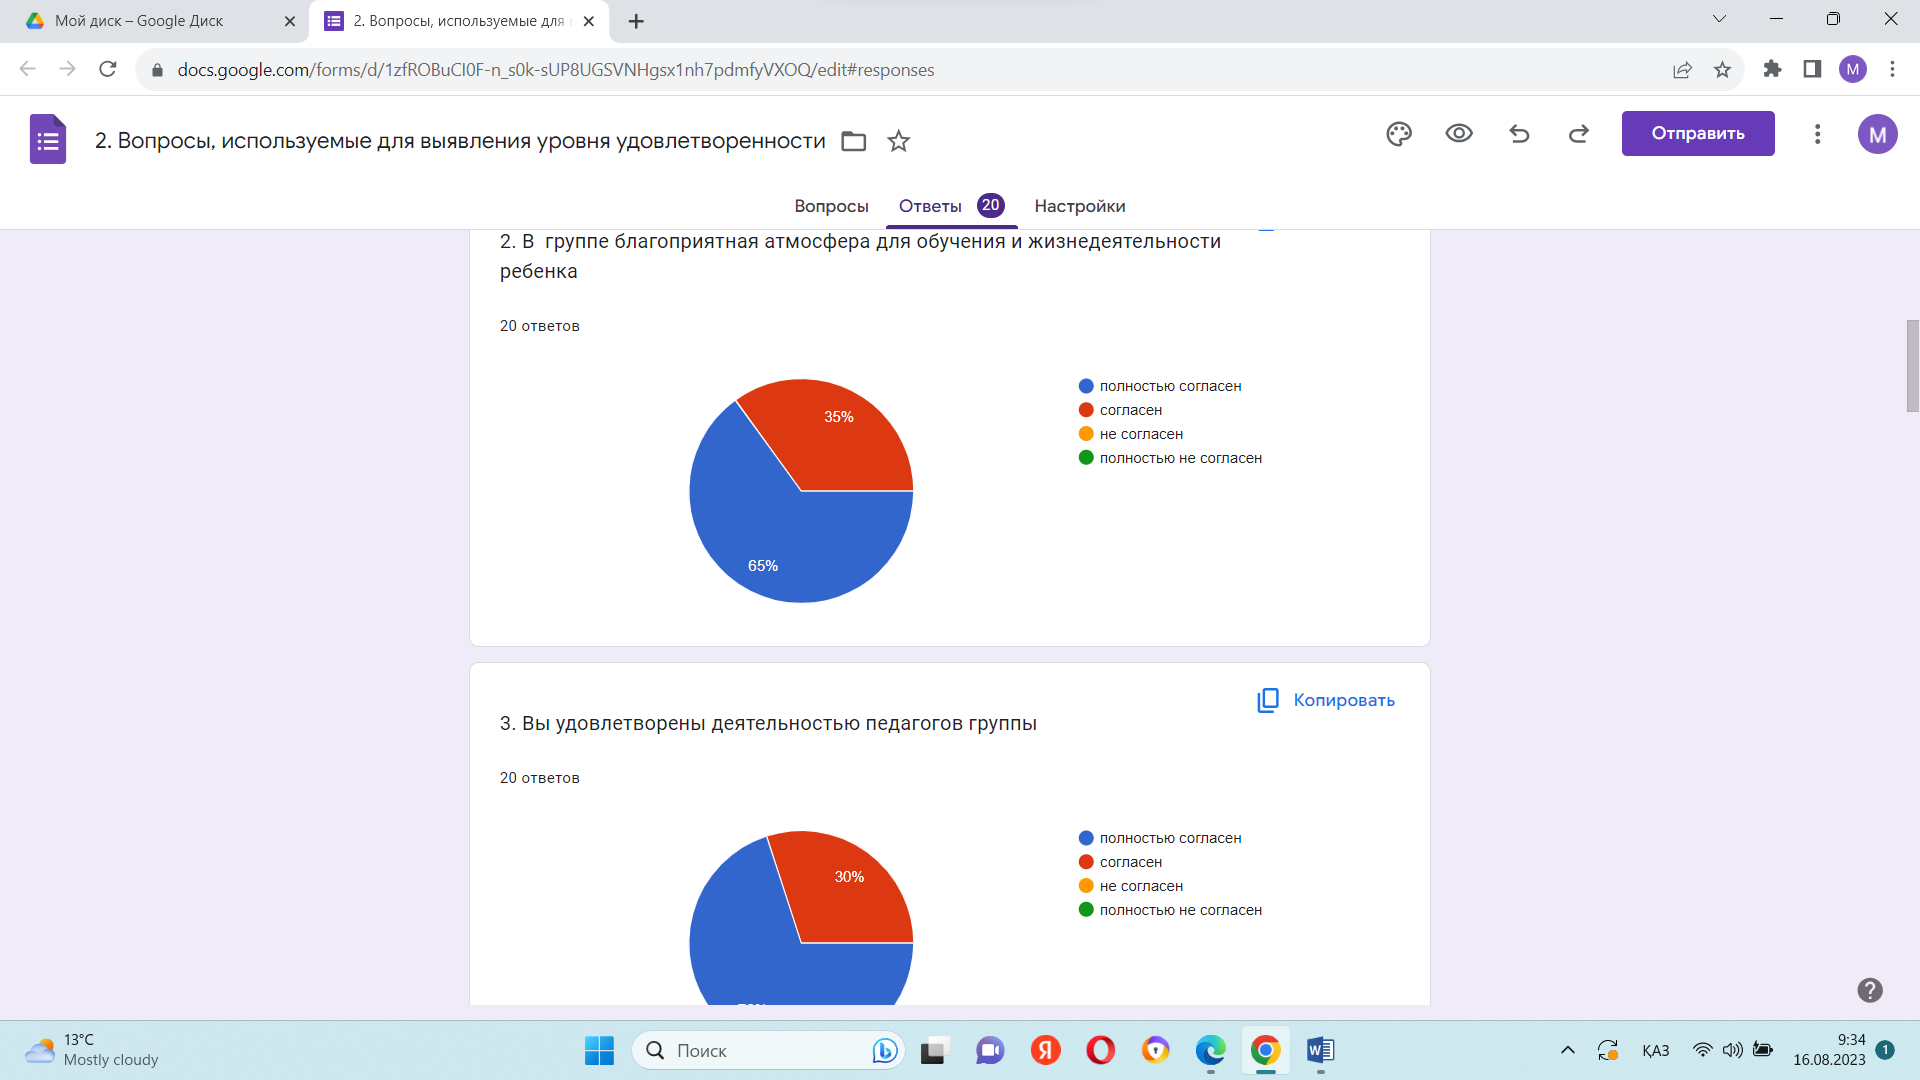 Мой диск – Google Диск
2. Вопросы, используемые для
docs.google.com/forms/d/1zfROBuCI0F-n_s0k-sUP8UGSVNHgsx1nh7pdmfyVXOQ/edit#responses
M
2. Вопросы, используемые для выявления уровня удовлетворенности
Отправить
M
Вопросы
Ответы 20
Настройки
2. В группе благоприятная атмосфера для обучения и жизнедеятельности
ребенка
20 ответов
полностью согласен
согласен
не согласен
полностью не согласен
35%
65%
Копировать
3. Вы удовлетворены деятельностью педагогов группы
20 ответов
полностью согласен
согласен
не согласен
полностью не согласен
30%
13°C
Mostly cloudy
Поиск
ҚАЗ
9:34
16.08.2023
1